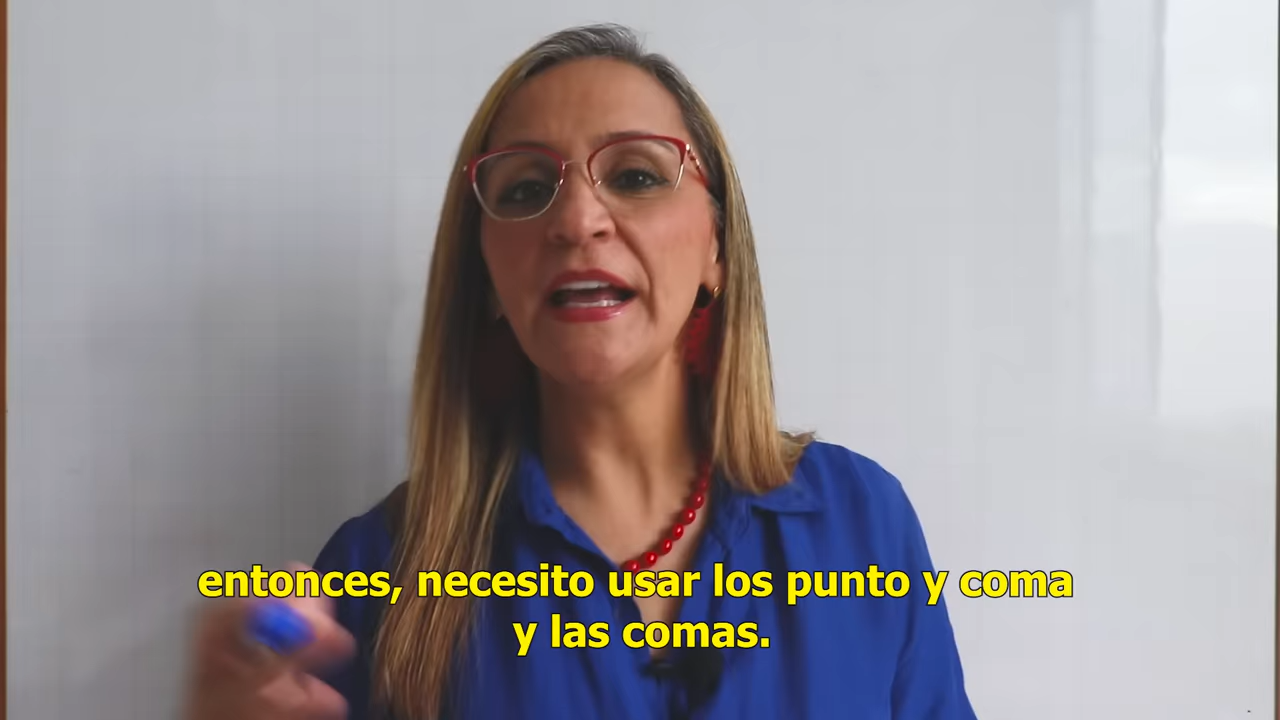 entonces, necesito usar los punto y coma
y las comas.